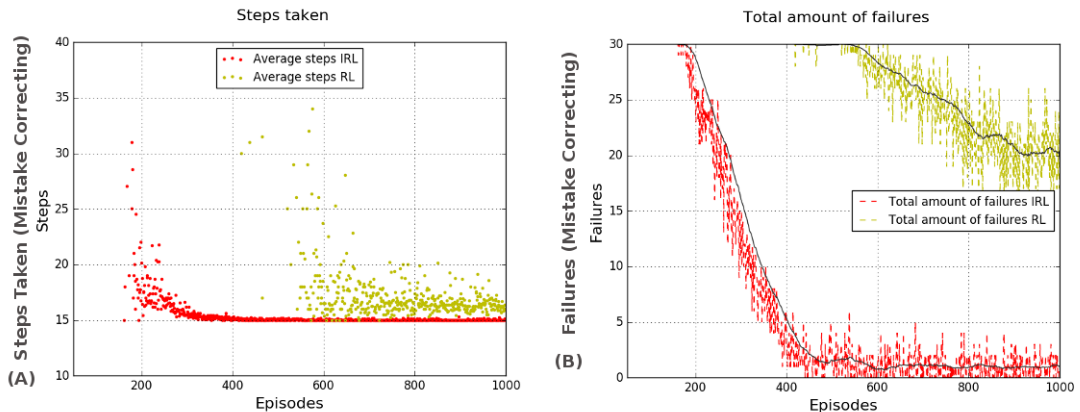 Steps taken
40
35
30
25
20
15
10
200
400
600
800
1000
Average steps IRL
Average steps RL
Steps
Steps Taken (Mistake Correcting)
Episodes
(A)
Total amount of failures
30
25
20
15
10
5
0
200
400
600
800
1000
Total amount of failures IRL
Total amount of failures RL
Failures
Failures (Mistake Correcting)
Episodes
(B)